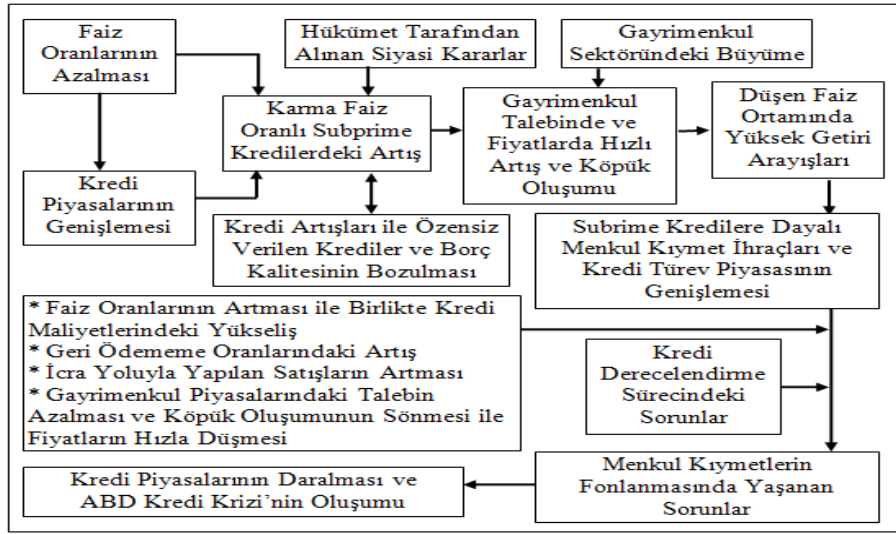 Faiz
Oranlarının
Azalması
Hükümet Tarafından
Alınan Siyasi Kararlar
Gayrimenkul
Sektöründeki Büyüme
Karma Faiz
Oranlı Subprime
Kredilerdeki Artış
Gayrimenkul
Talebinde ve
Fiyatlarda Hızlı
Artış ve Köpük
Oluşumu
Düşen Faiz
Ortamında
Yüksek Getiri
Arayışları
Kredi
Piyasalarının
Genişlemesi
Kredi Artışları ile Özensiz
Verilen Krediler ve Borç
Kalitesinin Bozulması
Subrime Kredilere Dayalı
Menkul Kıymet İhraçları ve
Kredi Türev Piyasasının
Genişlemesi
* Faiz Oranlarının Artması ile Birlikte Kredi
Maliyetlerindeki Yükseliş
* Geri Ödememe Oranlarındaki Artış
* İcra Yoluyla Yapılan Satışların Artması
* Gayrimenkul Piyasalarındaki Talebin
Azalması ve Köpük Oluşumunun Sönmesi ile
Fiyatların Hızla Düşmesi
Kredi
Derecelendirme
Sürecindeki
Sorunlar
Kredi Piyasalarının Daralması ve
ABD Kredi Krizi'nin Oluşumu
Menkul Kıymetlerin
Fonlanmasında Yaşanan
Sorunlar